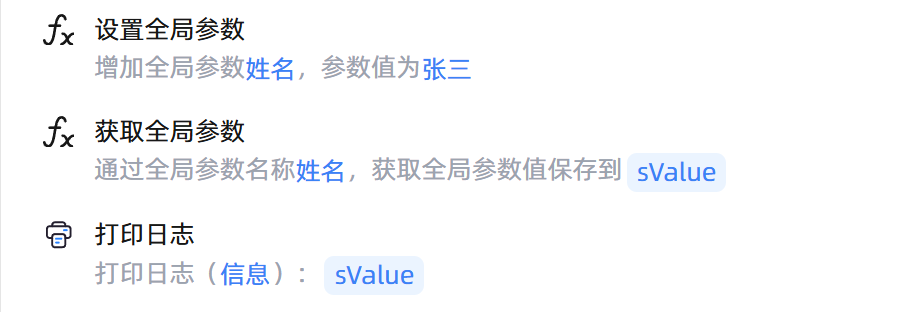 设置全局参数
增加全局参数姓名，参数值为张三
获取全局参数
通过全局参数名称姓名，获取全局参数值保存到 sValue
打印日志
打印日志（信息）： sValue